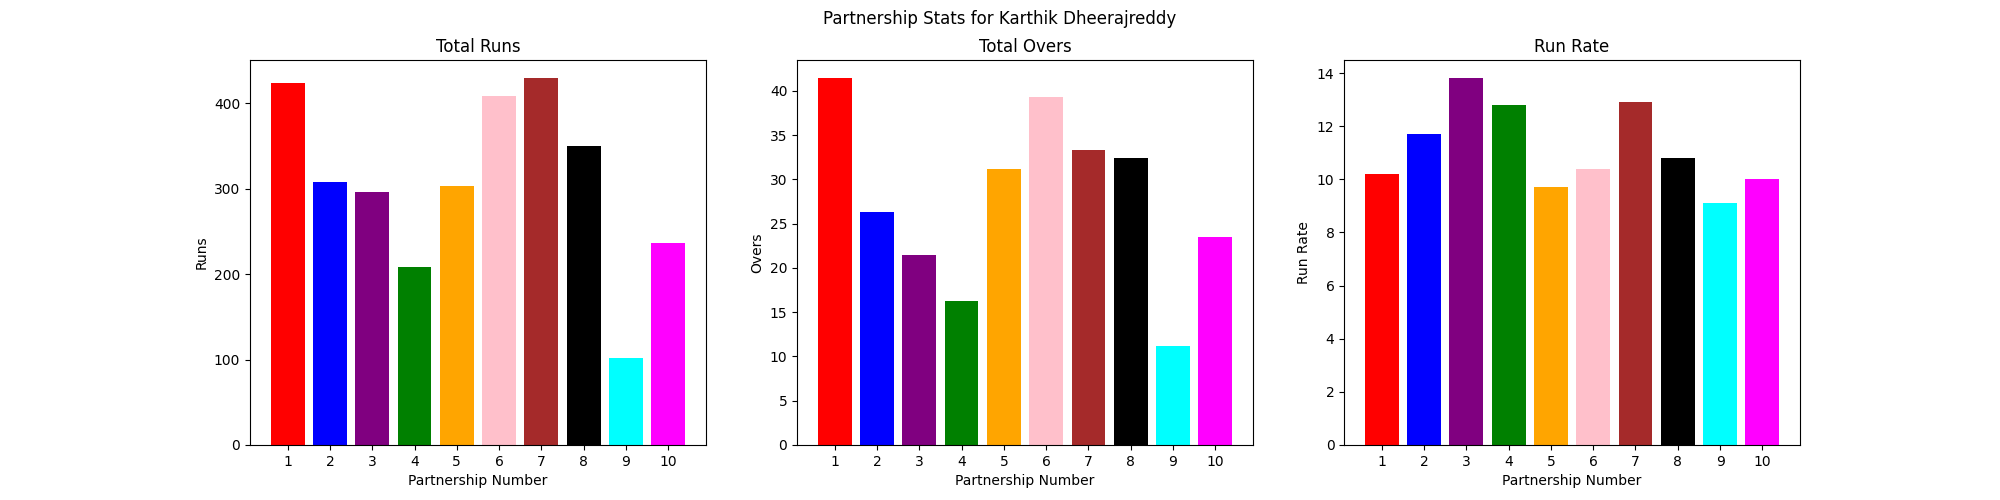 Partnership Stats for Karthik Dheerajreddy
Total Runs
Runs
400
300
200
100
0
1 2 3 4 5 6 7 8 9 10
Partnership Number
Total Overs
Overs
40
35
30
25
20
15
10
5
0
1 2 3 4 5 6 7 8 9 10
Partnership Number
Run Rate
Run Rate
14
12
10
8
6
4
2
0
1 2 3 4 5 6 7 8 9 10
Partnership Number